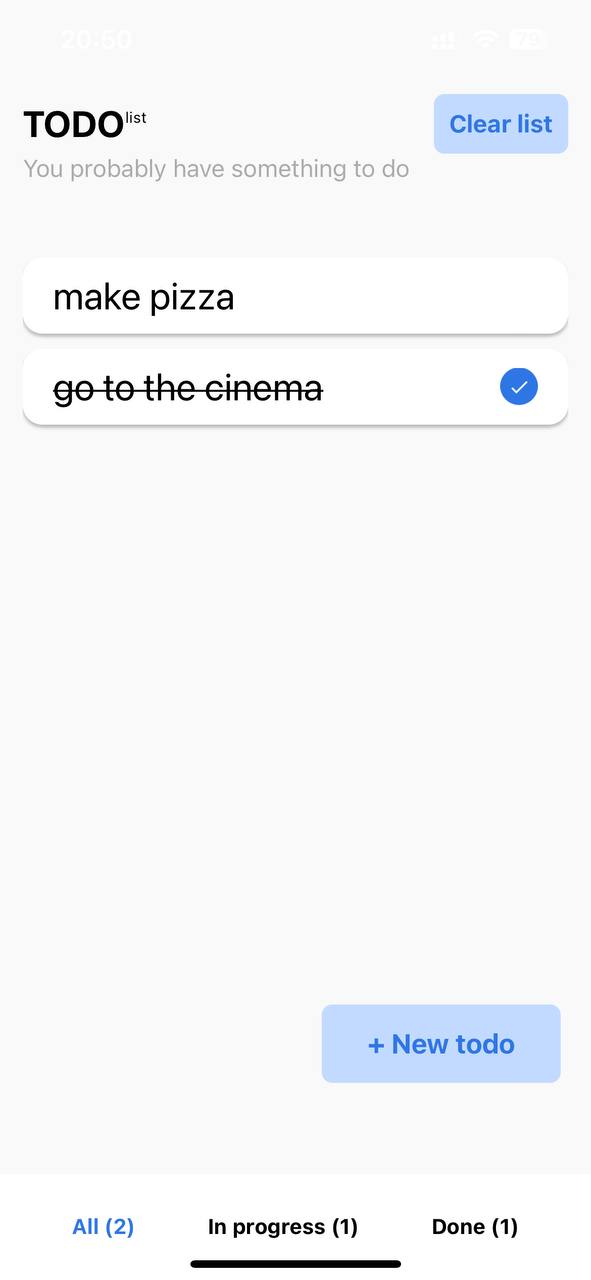 20:50
TODO list
Clear list
You probably have something to do
make pizza
go to the cinema
+ New todo
All (2)
In progress (1)
Done (1)